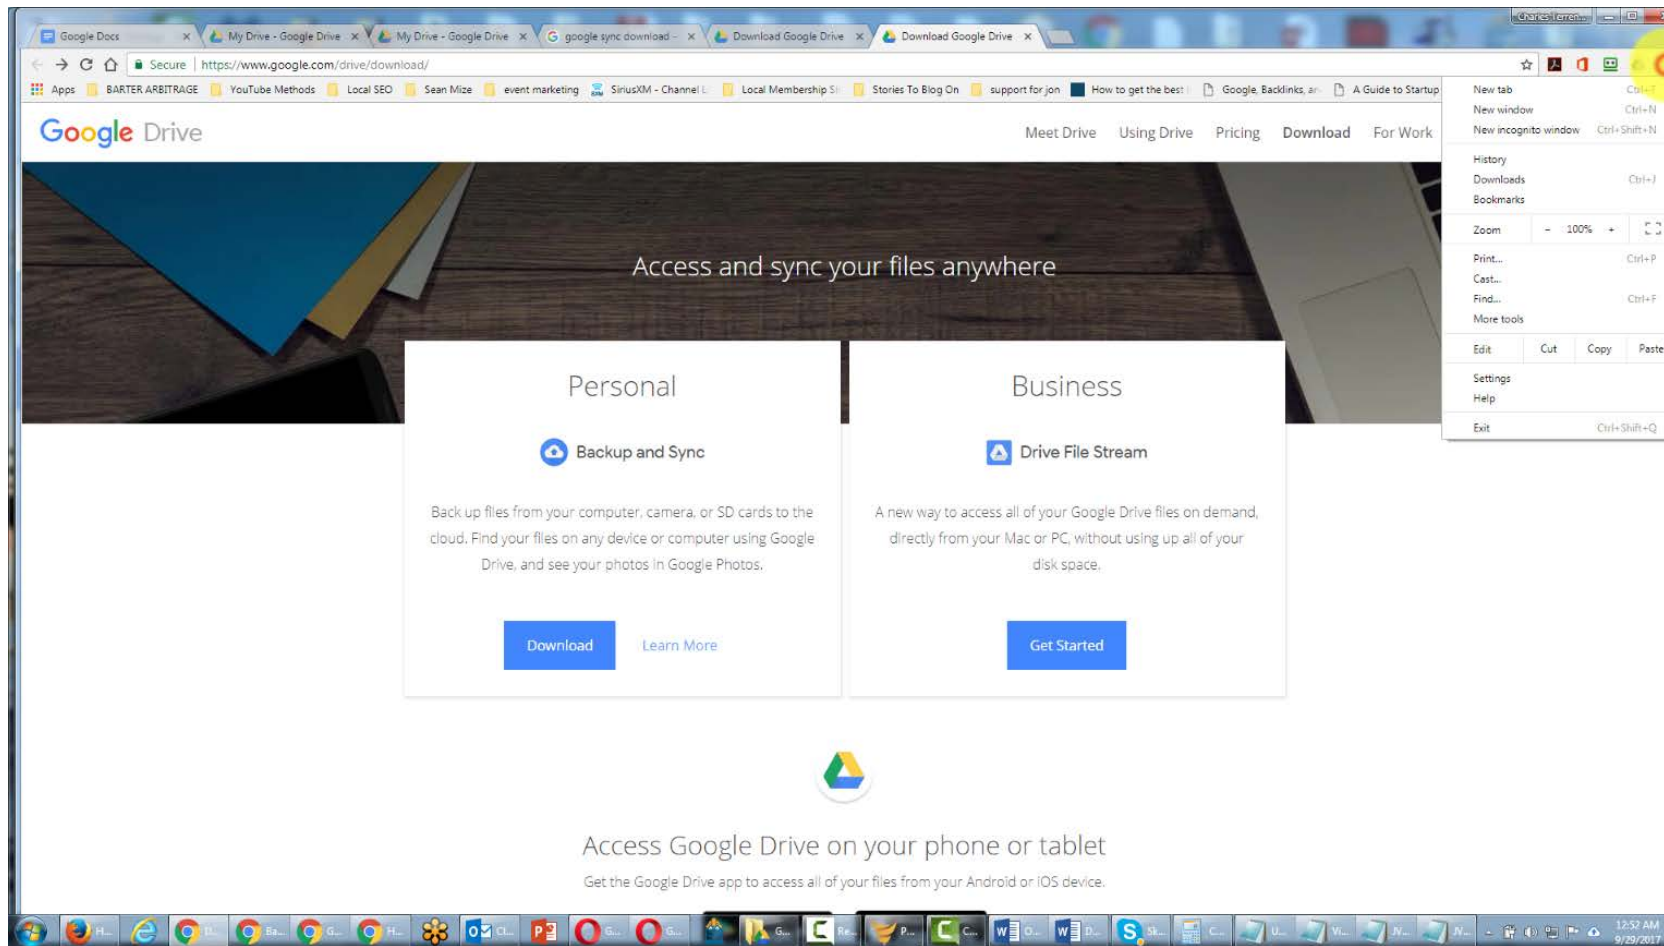 Charles Terren...
Google Docs
My Drive - Google Drive
My Drive - Google Drive
google sync download -
Download Google Drive
Download Google Drive
Secure
https://www.google.com/drive/download/
Apps
BARTER ARBITRAGE
YouTube Methods
Local SEO
Sean Mize
event marketing
SiriusXM - Channel L
Local Membership S
Stories To Blog On
support for jon
How to get the best
Google, Backlinks, an
A Guide to Startup
New tab
New window Ctrl+N
New incognito window Ctrl+Shift+N
History
Downloads Ctrl+J
Bookmarks
Zoom - 100% +
Print... Ctrl+P
Cast...
Find... Ctrl+F
More tools
Edit Cut Copy Paste
Settings
Help
Exit Ctrl+Shift+Q
Google Drive
Meet Drive
Using Drive
Pricing
Download
For Work
Access and sync your files anywhere
Personal
Backup and Sync
Back up files from your computer, camera, or SD cards to the
cloud. Find your files on any device or computer using Google
Drive, and see your photos in Google Photos.
Download
Learn More
Business
Drive File Stream
A new way to access all of your Google Drive files on demand,
directly from your Mac or PC, without using up all of your
disk space.
Get Started
Access Google Drive on your phone or tablet
Get the Google Drive app to access all of your files from your Android or iOS device.
H... D... Ba... G... H... Cl... G... G... G... Re... P... C... O... D... Sk... C... U... Vi... N... N...
12:52 AM
9/29/2017